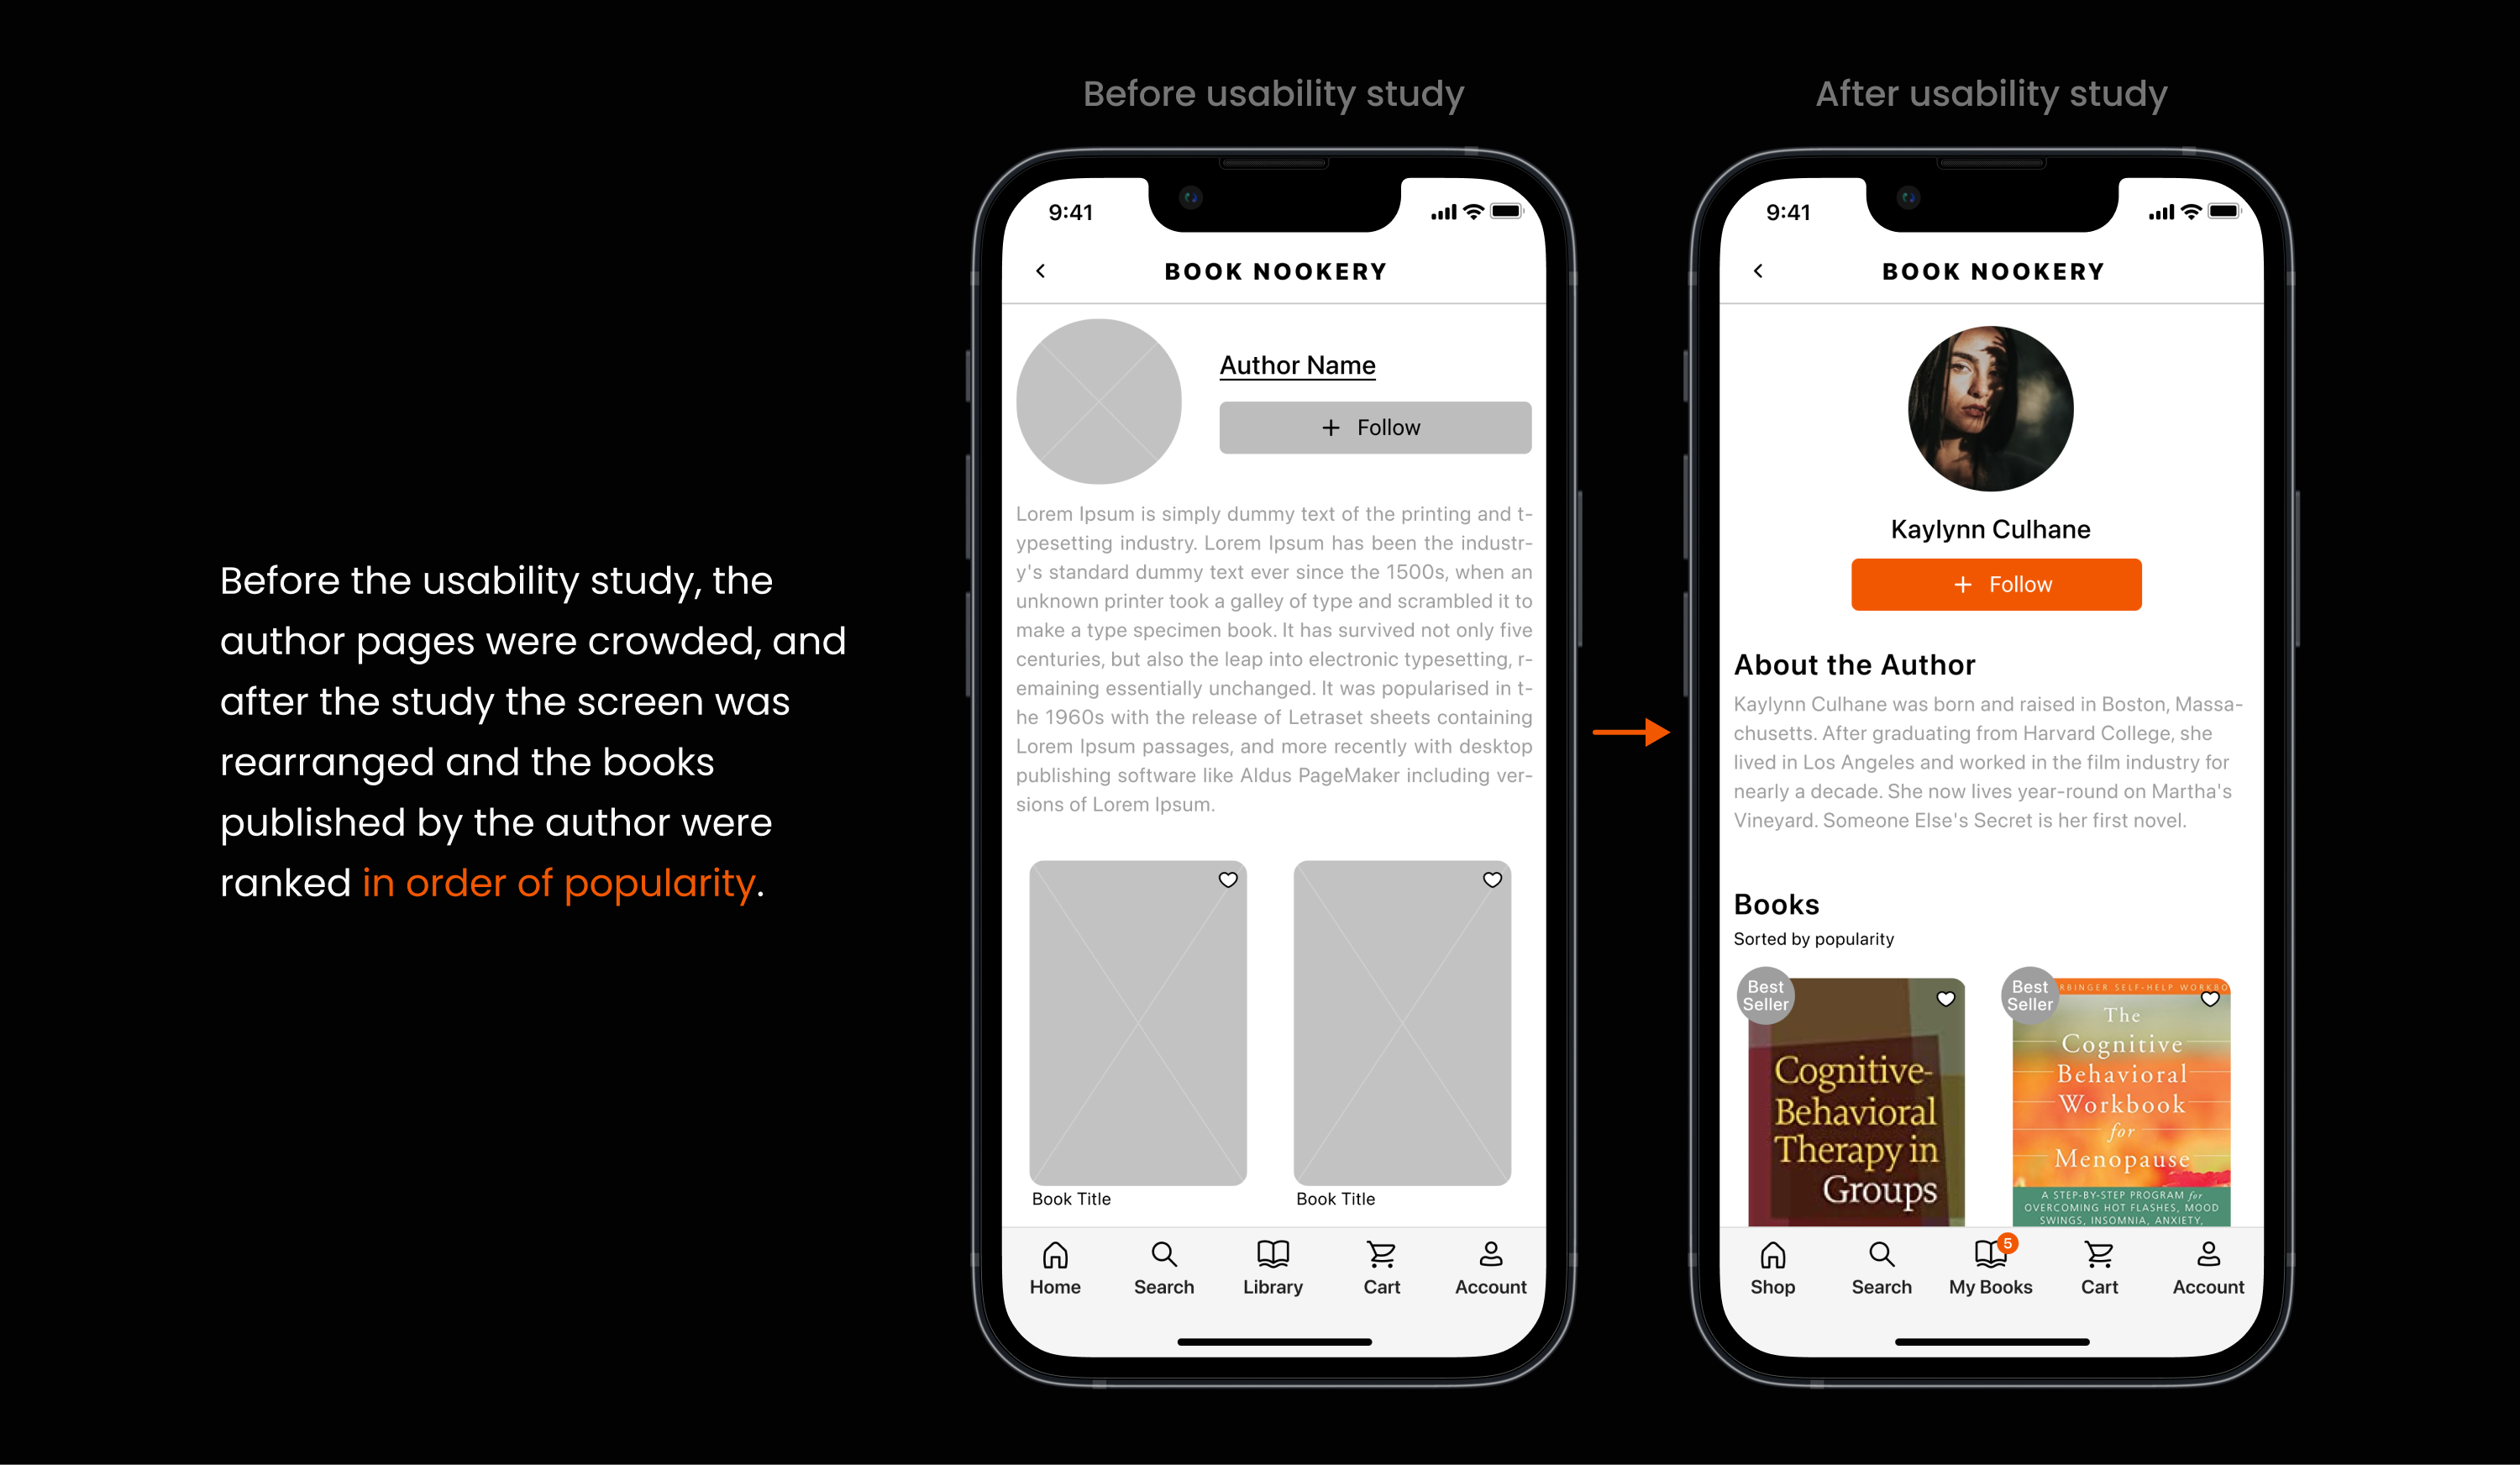 Before usability study
After usability study
Before the usability study, the
author pages were crowded, and
after the study the screen was
rearranged and the books
published by the author were
ranked in order of popularity.
9:41
BOOK NOOKERY
Author Name
+ Follow
Lorem Ipsum is simply dummy text of the printing and t-
ypesetting industry. Lorem Ipsum has been the industr-
y's standard dummy text ever since the 1500s, when an
unknown printer took a galley of type and scrambled it to
make a type specimen book. It has survived not only five
centuries, but also the leap into electronic typesetting, r-
emaining essentially unchanged. It was popularised in t-
he 1960s with the release of Letraset sheets containing
Lorem Ipsum passages, and more recently with desktop
publishing software like Aldus PageMaker including ver-
sions of Lorem Ipsum.
Book Title
Book Title
Home
Search
Library
Cart
Account
9:41
BOOK NOOKERY
Kaylynn Culhane
+ Follow
About the Author
Kaylynn Culhane was born and raised in Boston, Massa-
chusetts. After graduating from Harvard College, she
lived in Los Angeles and worked in the film industry for
nearly a decade. She now lives year-round on Martha's
Vineyard. Someone Else's Secret is her first novel.
Books
Sorted by popularity
Best
Seller
Cognitive-
Behavioral
Therapy in
Groups
Best
Seller
RBINGER SELF-HELP WORKBO
The
Cognitive
Behavioral
Workbook
for
Menopause
A STEP-BY-STEP PROGRAM for
OVERCOMING HOT FLASHES, MOOD
SWINGS, INSOMNIA, ANXIETY,
Shop
Search
5
My Books
Cart
Account